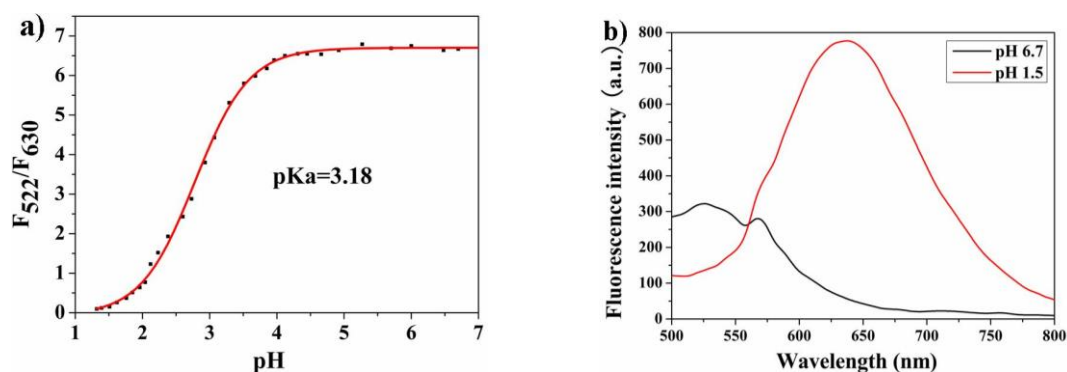 a)
F522/F630
7
6
5
4
3
2
1
0
pKa=3.18
1 2 3 4 5 6 7
pH
b)
Fluorescence intensity (a.u.)
800
700
600
500
400
300
200
100
0
pH 6.7
pH 1.5
500 550 600 650 700 750 800
Wavelength (nm)